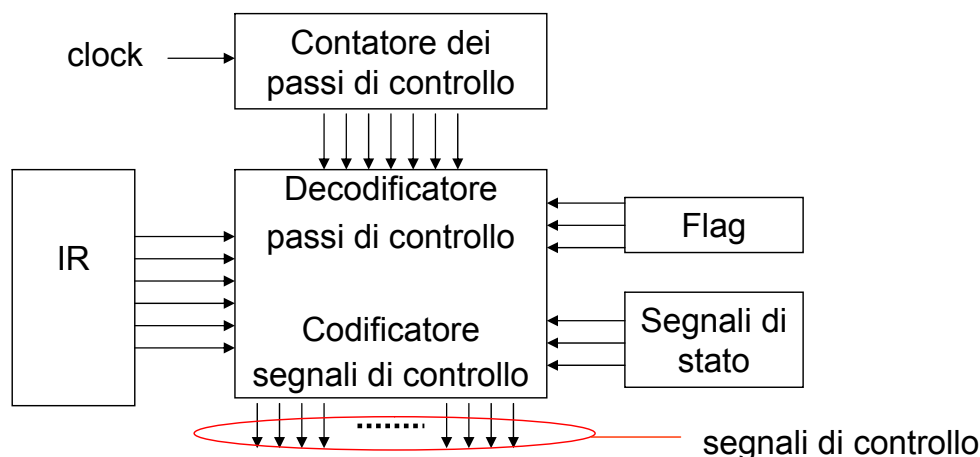 clock
Contatore dei
passi di controllo
IR
Decodificatore
passi di controllo
Codificatore
segnali di controllo
Flag
Segnali di
stato
segnali di controllo